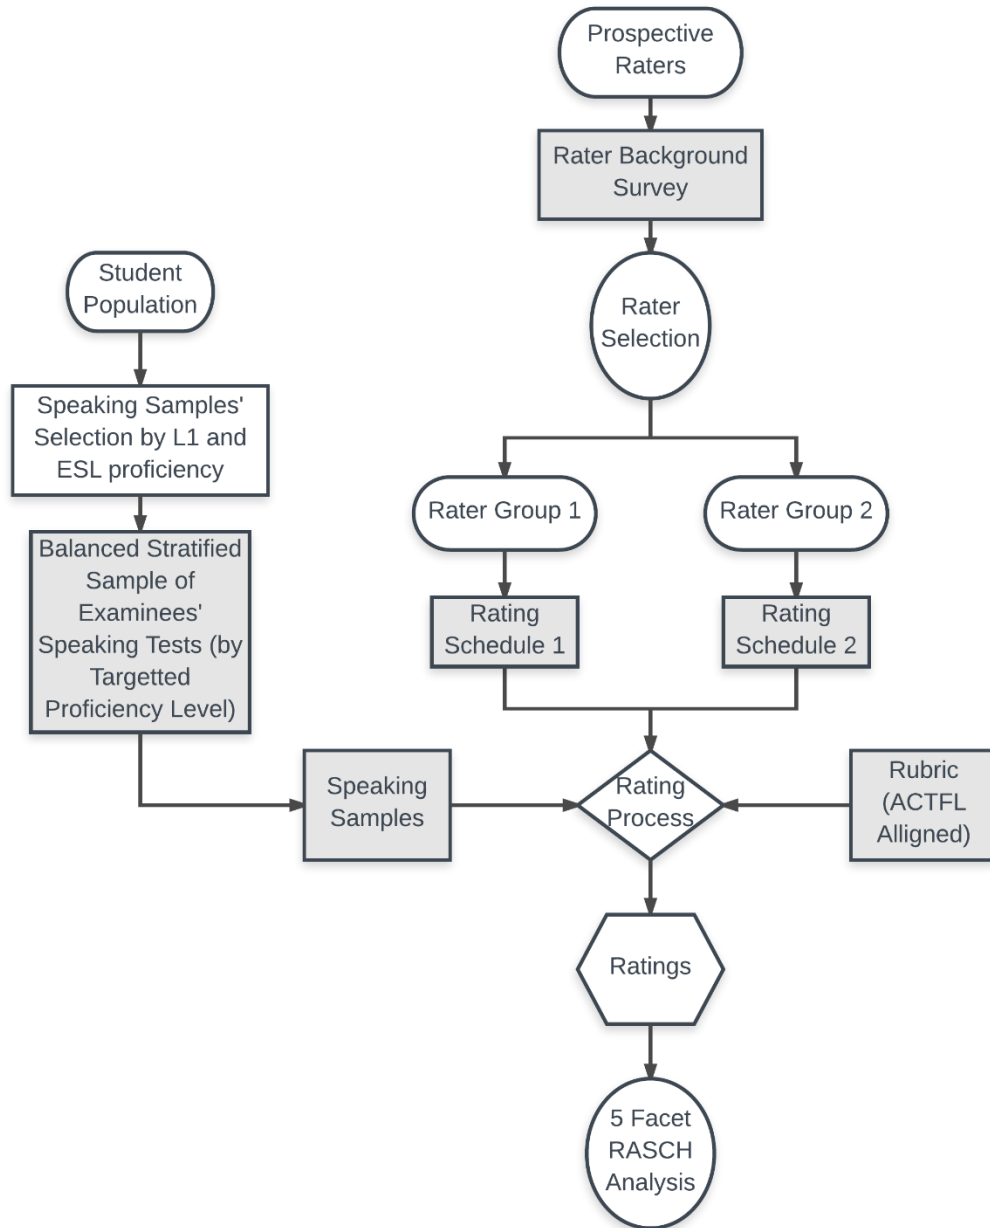 Prospective
Raters
Rater Background
Survey
Student
Population
Rater
Selection
Speaking Samples'
Selection by L1 and
ESL proficiency
Rater Group 1
Rater Group 2
Balanced Stratified
Sample of
Examinees'
Speaking Tests (by
Targetted
Proficiency Level)
Rating
Schedule 1
Rating
Schedule 2
Speaking
Samples
Rating
Process
Rubric
(ACTFL
Alligned)
Ratings
5 Facet
RASCH
Analysis